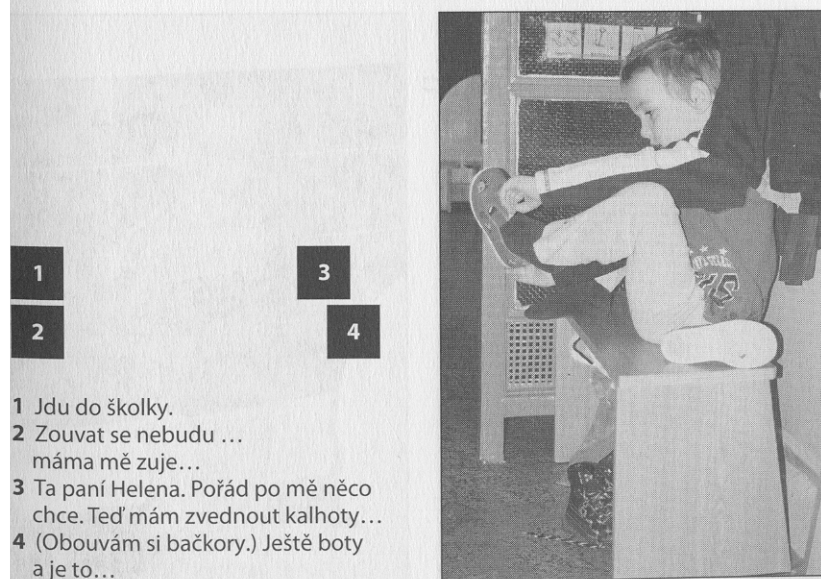 1
3
2
4
1 Jdu do školky.
2 Zouvat se nebudu …
máma mě zuje…
3 Ta paní Helena. Pořád po mě něco
chce. Teď mám zvednout kalhoty…
4 (Obouvám si bačkory.) Ještě boty
a je to…